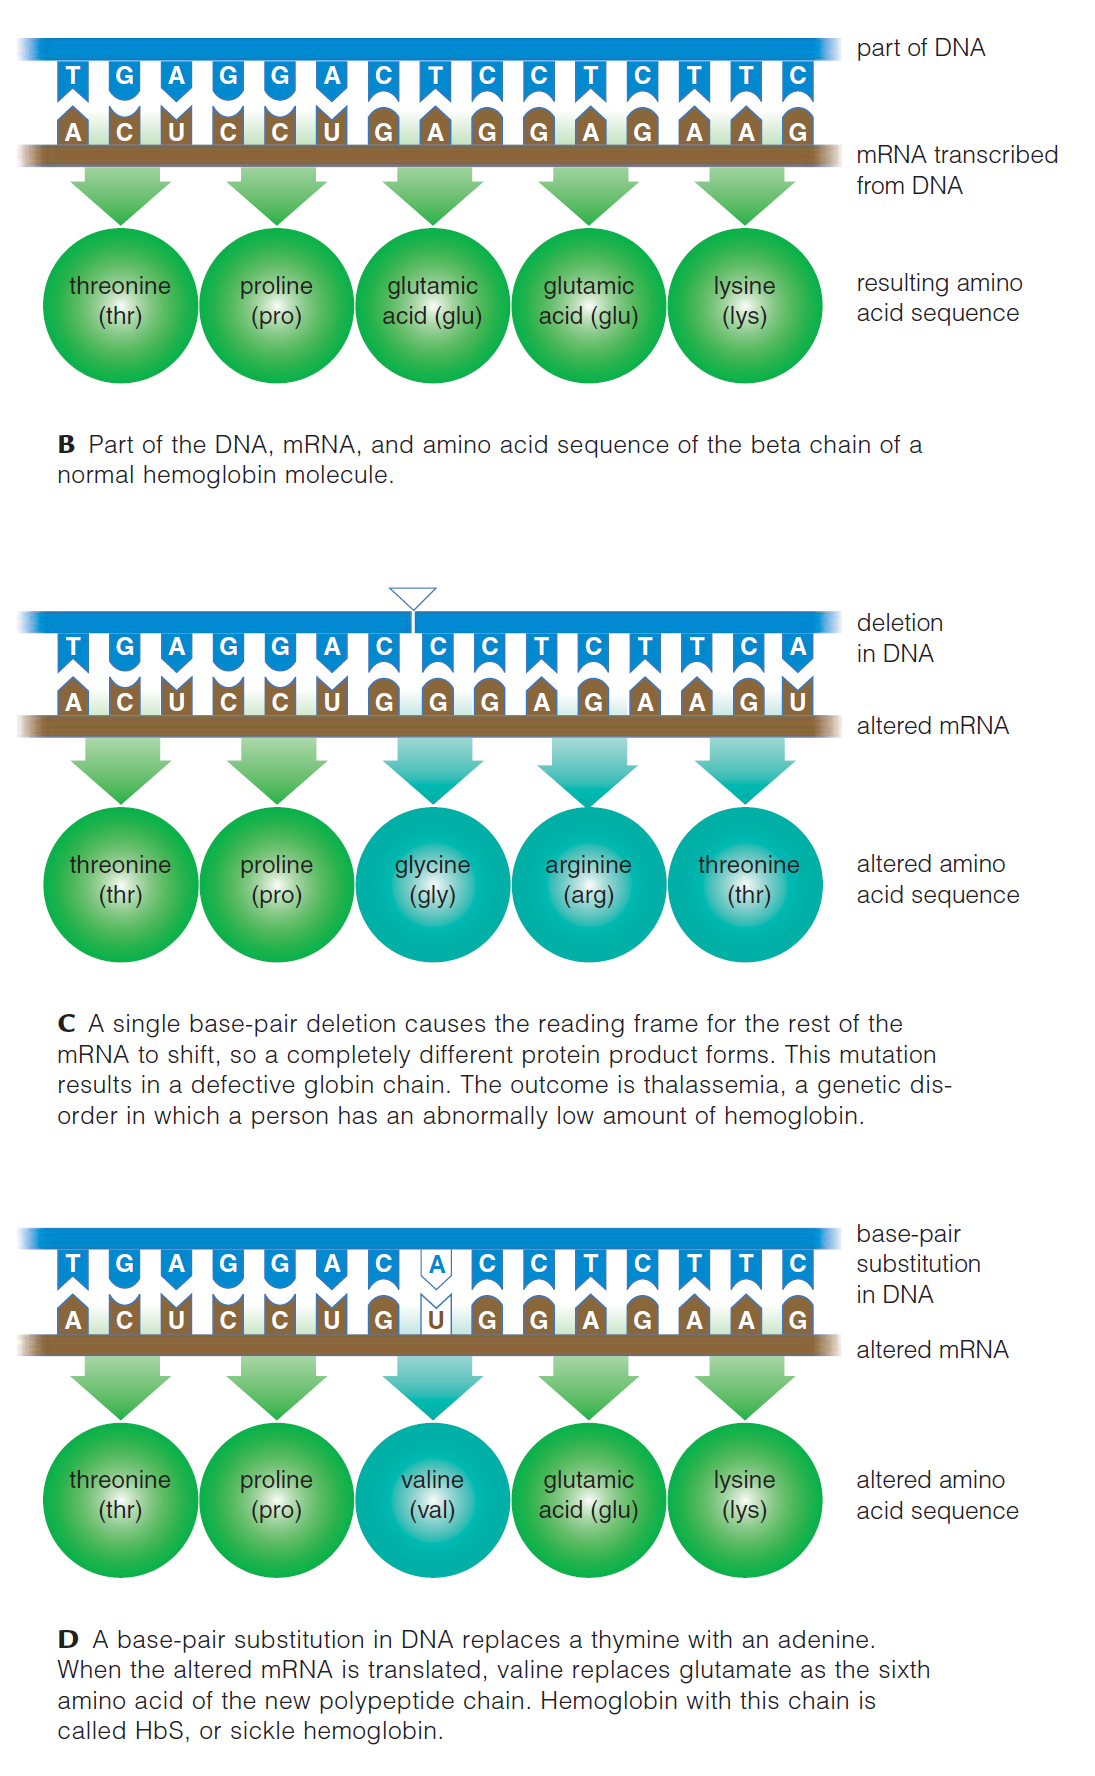 T G A G G A C T C C T C T T C
part of DNA
A C U C C U G A G G A G A A G
mRNA transcribed
from DNA
threonine
(thr)
proline
(pro)
glutamic
acid (glu)
glutamic
acid (glu)
lysine
(lys)
resulting amino
acid sequence
B Part of the DNA, mRNA, and amino acid sequence of the beta chain of a
normal hemoglobin molecule.
T G A G G A C C C T C T T C A
deletion
in DNA
A C U C C U G G G A G A A G U
altered mRNA
threonine
(thr)
proline
(pro)
glycine
(gly)
arginine
(arg)
threonine
(thr)
altered amino
acid sequence
C A single base-pair deletion causes the reading frame for the rest of the
mRNA to shift, so a completely different protein product forms. This mutation
results in a defective globin chain. The outcome is thalassemia, a genetic dis-
order in which a person has an abnormally low amount of hemoglobin.
T G A G G A C A C C T C T T C
base-pair
substitution
in DNA
A C U C C U G U G G A G A A G
altered mRNA
threonine
(thr)
proline
(pro)
valine
(val)
glutamic
acid (glu)
lysine
(lys)
altered amino
acid sequence
D A base-pair substitution in DNA replaces a thymine with an adenine.
When the altered mRNA is translated, valine replaces glutamate as the sixth
amino acid of the new polypeptide chain. Hemoglobin with this chain is
called HbS, or sickle hemoglobin.